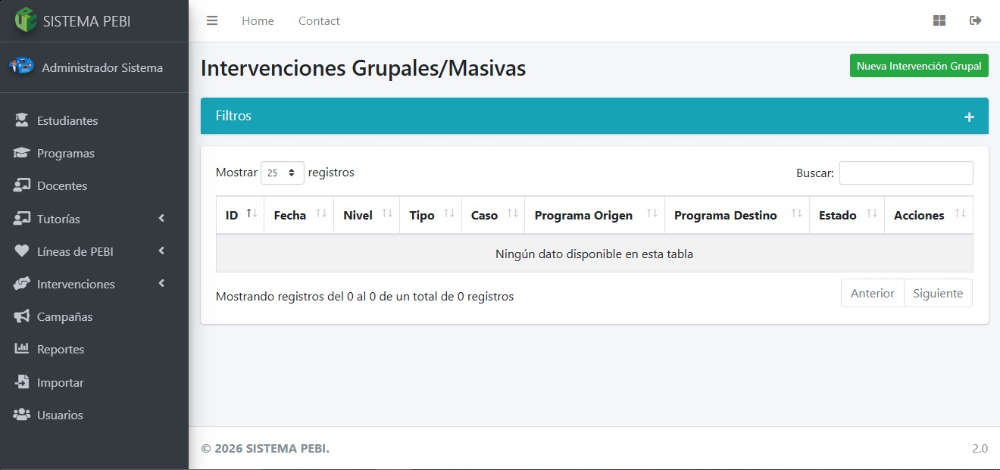 SISTEMA PEBI
Home Contact
Administrador Sistema
Estudiantes
Programas
Docentes
Tutorías
Líneas de PEBI
Intervenciones
Campañas
Reportes
Importar
Usuarios
Intervenciones Grupales/Masivas
Nueva Intervención Grupal
Filtros
Mostrar 25 registros
Buscar:
ID Fecha Nivel Tipo Caso Programa Origen Programa Destino Estado Acciones
Ningún dato disponible en esta tabla
Mostrando registros del 0 al 0 de un total de 0 registros
Anterior Siguiente
© 2026 SISTEMA PEBI.
2.0